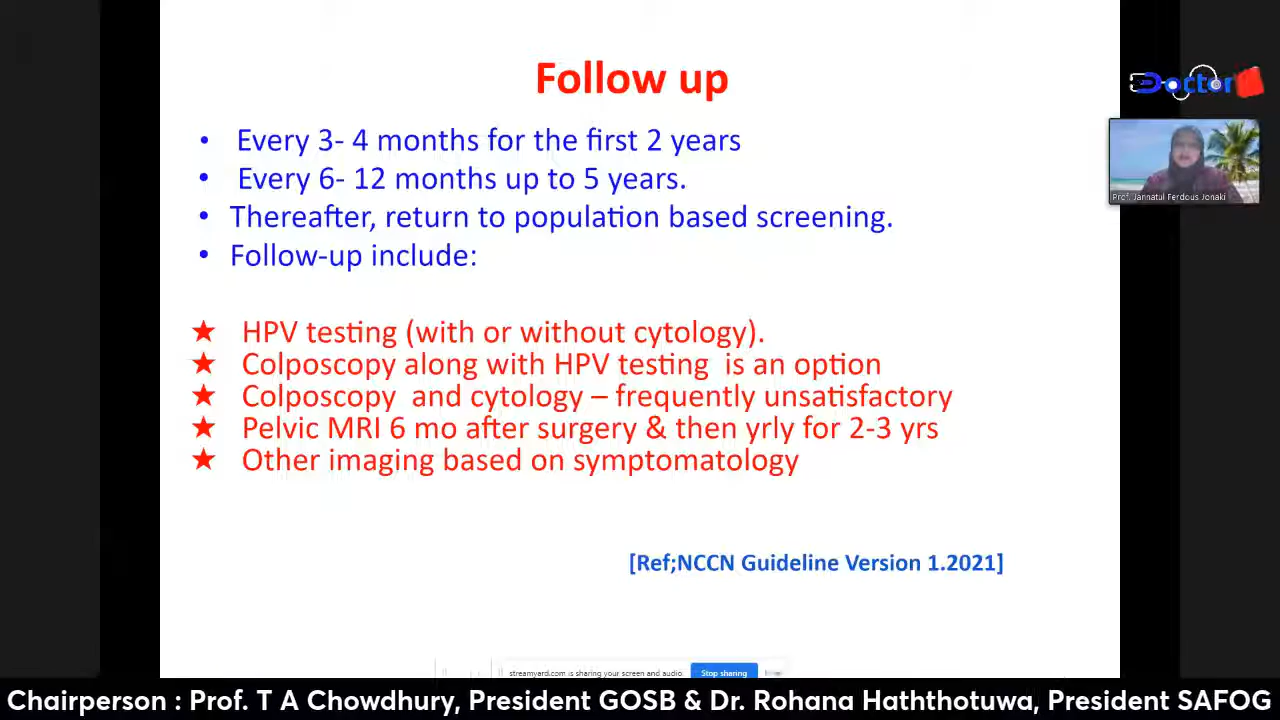 Follow up
• Every 3- 4 months for the first 2 years
• Every 6- 12 months up to 5 years.
• Thereafter, return to population based screening.
• Follow-up include:
★ HPV testing (with or without cytology).
★ Colposcopy along with HPV testing is an option
★ Colposcopy and cytology – frequently unsatisfactory
★ Pelvic MRI 6 mo after surgery & then yrly for 2-3 yrs
★ Other imaging based on symptomatology
[Ref;NCCN Guideline Version 1.2021]
Doctor
Prof. Jannatul Ferdous Jonaki
streamyard.com is sharing your screen and audio. Stop sharing
Chairperson : Prof. T A Chowdhury, President GOSB & Dr. Rohana Haththotuwa, President SAFOG